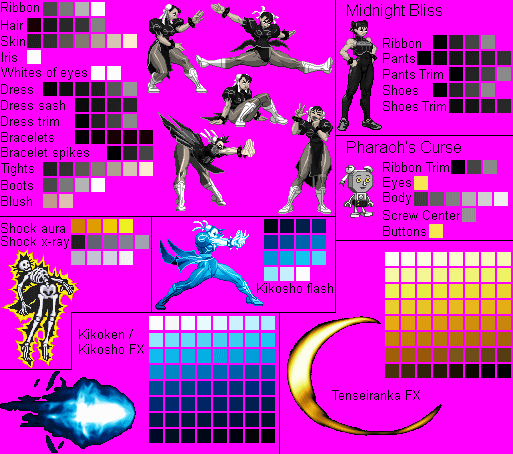 Ribbon
Hair
Skin
Iris
Whites of eyes
Dress
Dress sash
Dress trim
Bracelets
Bracelet spikes
Tights
Boots
Blush
Midnight Bliss
Ribbon
Pants
Pants Trim
Shoes
Shoes Trim
Pharaoh's Curse
Ribbon Trim
Eyes
Body
Screw Center
Buttons
Shock aura
Shock x-ray
Kikosho flash
Kikoken /
Kikosho FX
Tenseiranka FX